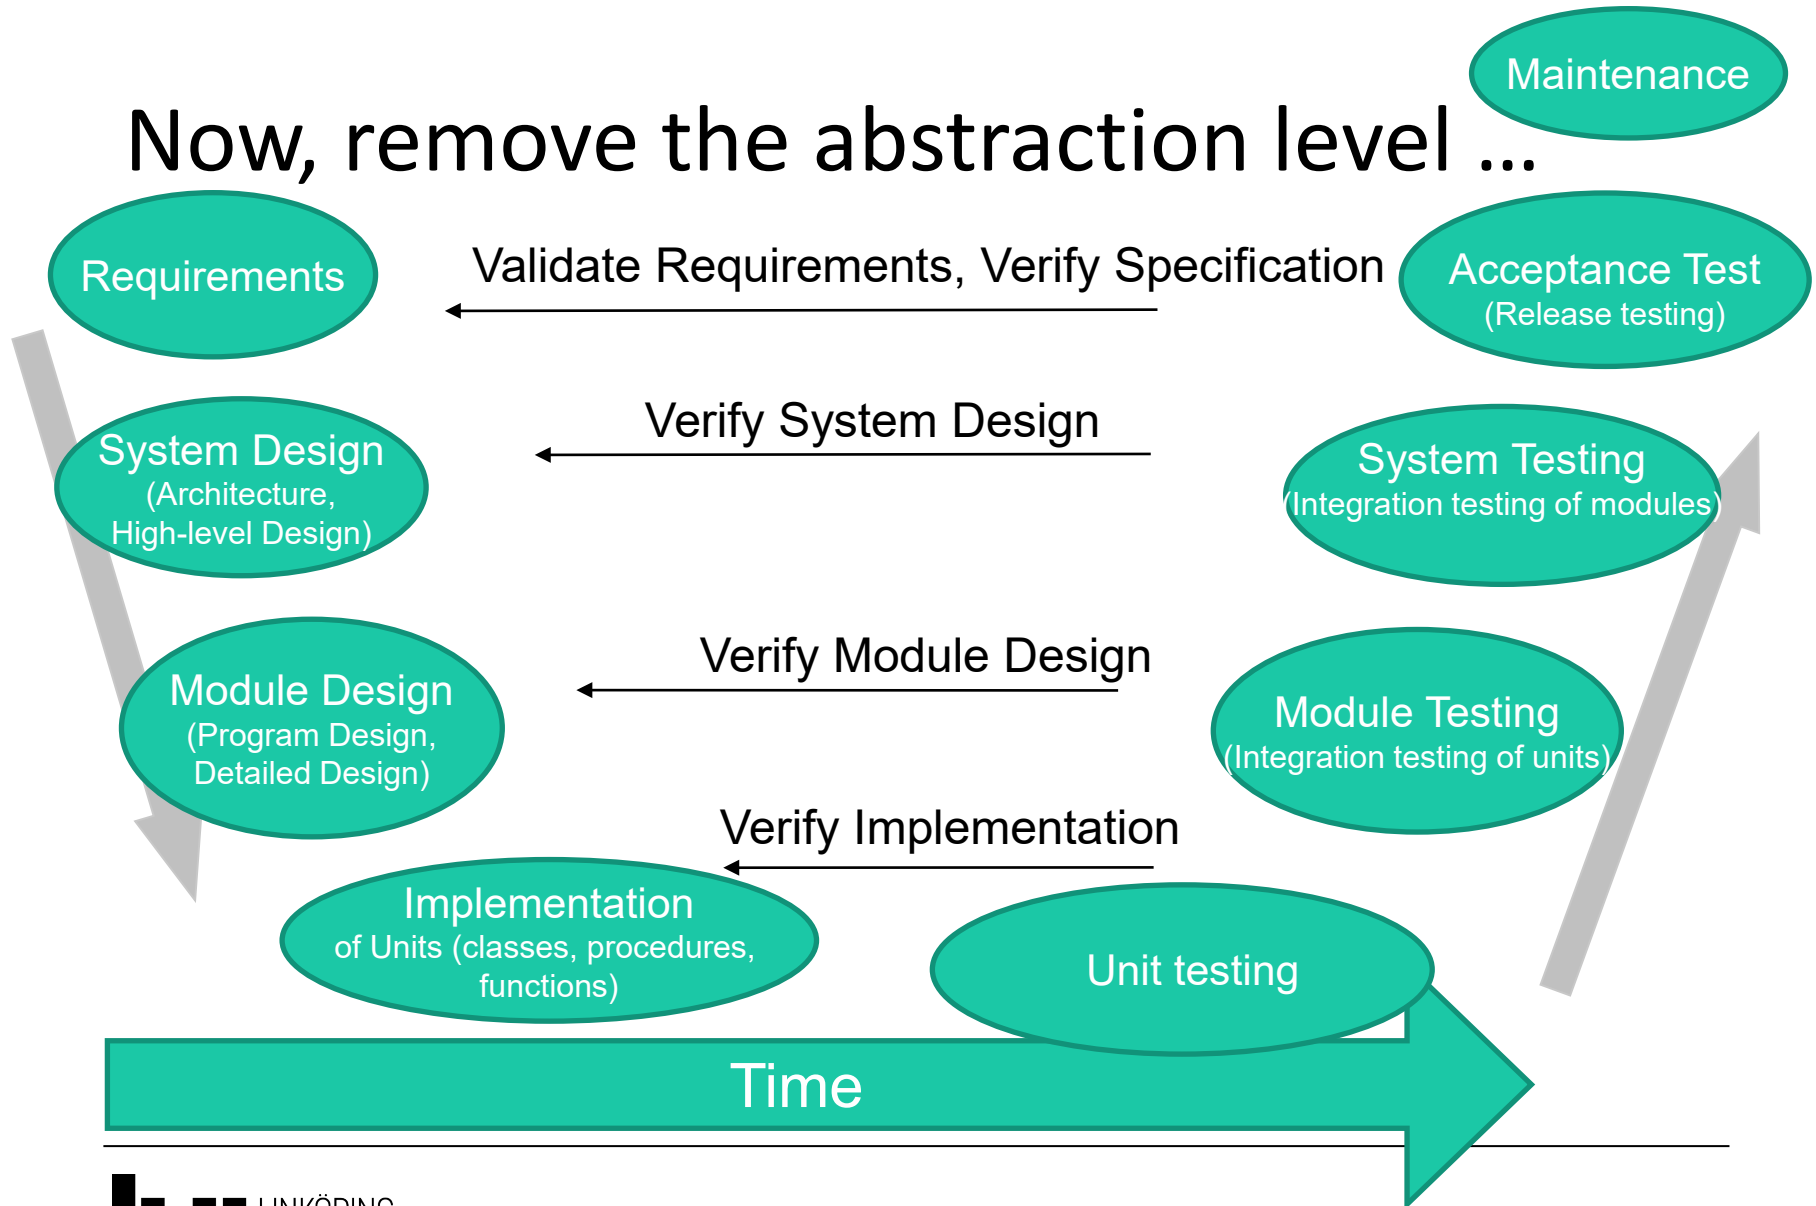 Maintenance
Now, remove the abstraction level ...
Requirements
Validate Requirements, Verify Specification
Acceptance Test
(Release testing)
System Design
(Architecture,
High-level Design)
Verify System Design
System Testing
(Integration testing of modules)
Module Design
(Program Design,
Detailed Design)
Verify Module Design
Module Testing
(Integration testing of units)
Verify Implementation
Implementation
of Units (classes, procedures,
functions)
Unit testing
Time
LINKÖPING